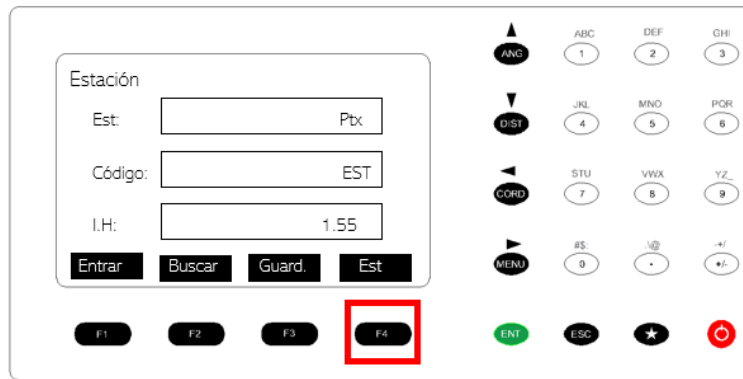 Estación
Est: Ptx
Código: EST
I.H: 1.55
Entrar Buscar Guard. Est
F1 F2 F3 F4
ABC DEF GHI
ANG 1 2 3
JKL MNO PQR
DIST 4 5 6
STU VWX YZ_
CORD 7 8 9
#$: .\@ -+/
MENU 0 . +/-
ENT ESC